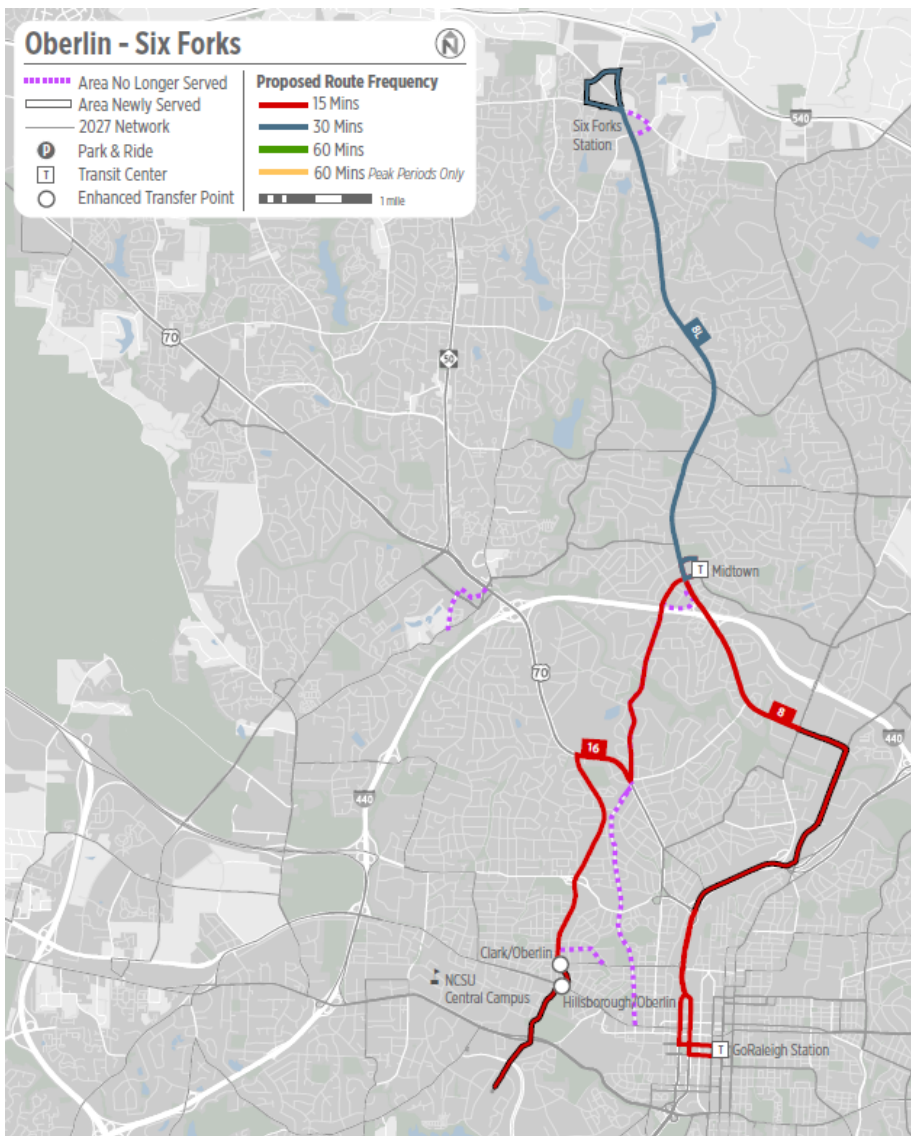 Oberlin - Six Forks
N
Area No Longer Served
Area Newly Served
2027 Network
P Park & Ride
T Transit Center
Enhanced Transfer Point
Proposed Route Frequency
15 Mins
30 Mins
60 Mins
60 Mins Peak Periods Only
1 mile
540
Six Forks
Station
8L
70
50
T Midtown
70
8
440
16
440
Clark/Oberlin
NCSU
Central Campus
Hillsborough/Oberlin
T GoRaleigh Station